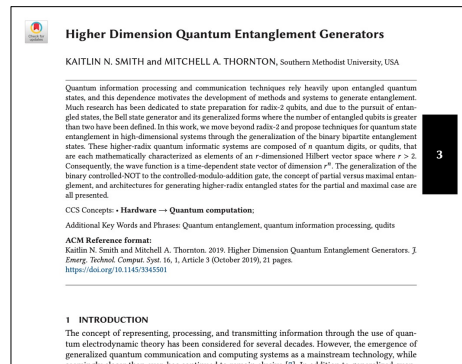 Check for updates
Higher Dimension Quantum Entanglement Generators
KAITLIN N. SMITH and MITCHELL A. THORNTON, Southern Methodist University, USA
Quantum information processing and communication techniques rely heavily upon entangled quantum
states, and this dependence motivates the development of methods and systems to generate entanglement.
Much research has been dedicated to state preparation for radix-2 qubits, and due to the pursuit of entan-
gled states, the Bell state generator and its generalized forms where the number of entangled qubits is greater
than two have been defined. In this work, we move beyond radix-2 and propose techniques for quantum state
entanglement in high-dimensional systems through the generalization of the binary bipartite entanglement
states. These higher-radix quantum informatic systems are composed of n quantum digits, or qudits, that
are each mathematically characterized as elements of an r-dimensioned Hilbert vector space where r > 2.
Consequently, the wave function is a time-dependent state vector of dimension rⁿ. The generalization of the
binary controlled-NOT to the controlled-modulo-addition gate, the concept of partial versus maximal entan-
glement, and architectures for generating higher-radix entangled states for the partial and maximal case are
all presented.
3
CCS Concepts: • Hardware → Quantum computation;
Additional Key Words and Phrases: Quantum entanglement, quantum information processing, qudits
ACM Reference format:
Kaitlin N. Smith and Mitchell A. Thornton. 2019. Higher Dimension Quantum Entanglement Generators. J.
Emerg. Technol. Comput. Syst. 16, 1, Article 3 (October 2019), 21 pages.
https://doi.org/10.1145/3345501
1 INTRODUCTION
The concept of representing, processing, and transmitting information through the use of quan-
tum electrodynamic theory has been considered for several decades. However, the emergence of
generalized quantum communication and computing systems as a mainstream technology, while